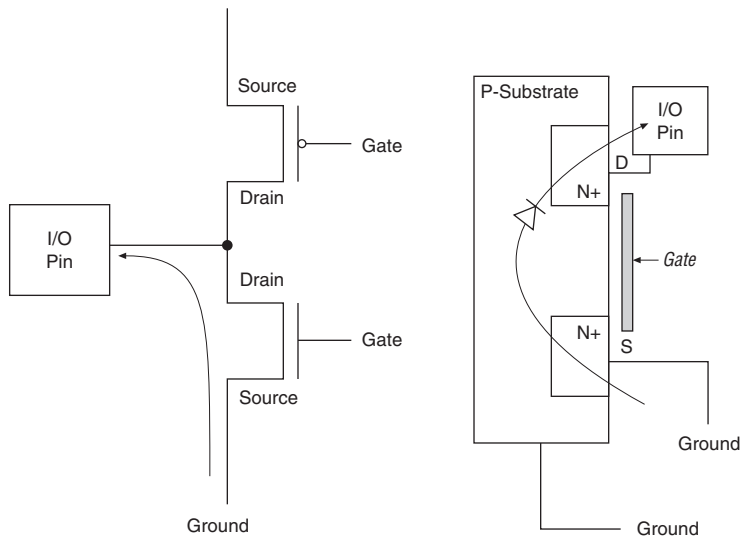 Source
Gate
Drain
I/O
Pin
Drain
Gate
Source
Ground
P-Substrate
I/O
Pin
D
N+
Gate
N+
S
Ground
Ground